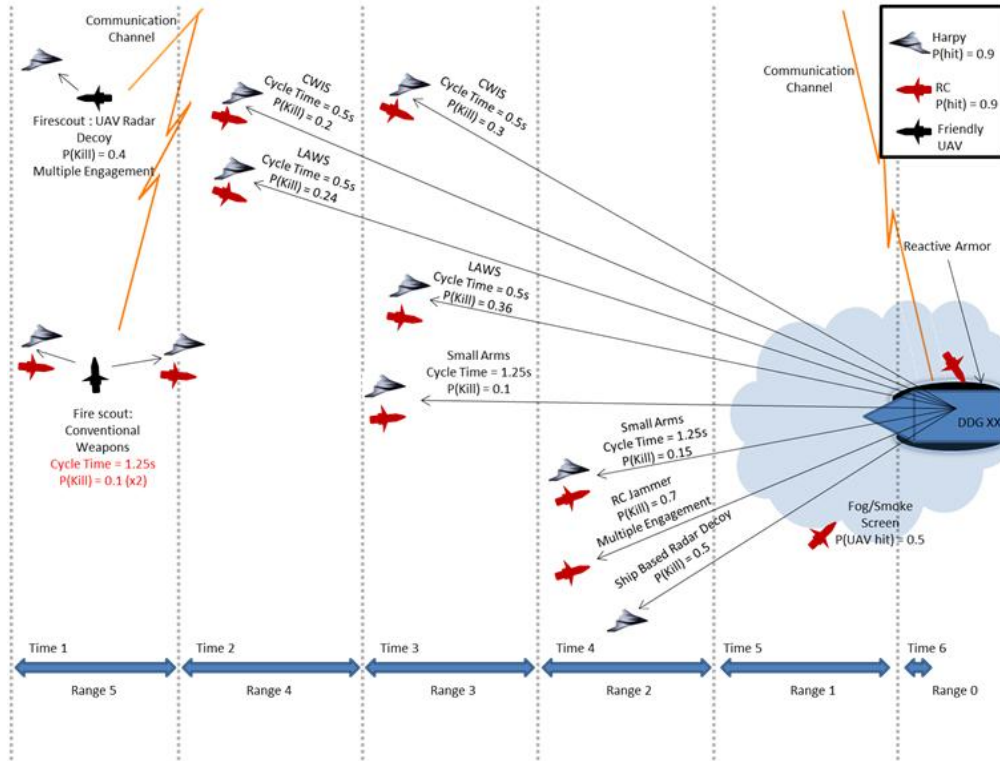 Communication
Channel
Firescout : UAV Radar
Decoy
P(Kill) = 0.4
Multiple Engagement
Fire scout:
Conventional
Weapons
Cycle Time = 1.25s
P(Kill) = 0.1 (x2)
CWIS
Cycle Time = 0.5s
P(Kill) = 0.2
LAWS
Cycle Time = 0.5s
P(Kill) = 0.24
CWIS
Cycle Time = 0.5s
P(Kill) = 0.3
LAWS
Cycle Time = 0.5s
P(Kill) = 0.36
Small Arms
Cycle Time = 1.25s
P(Kill) = 0.1
Small Arms
Cycle Time = 1.25s
P(Kill) = 0.15
RC Jammer
P(Kill) = 0.7
Multiple Engagement
Ship Based Radar Decoy
P(Kill) = 0.5
Communication
Channel
Harpy
P(hit) = 0.9
RC
P(hit) = 0.9
Friendly
UAV
Reactive Armor
DDG XX
Fog/Smoke
Screen
P(UAV hit) = 0.5
Time 1
Time 2
Time 3
Time 4
Time 5
Time 6
Range 5
Range 4
Range 3
Range 2
Range 1
Range 0